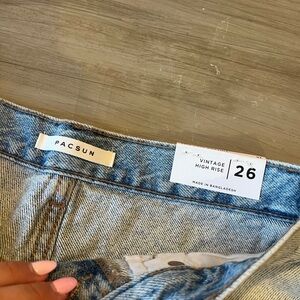 PACSUN
VINTAGE
HIGH RISE
26
MADE IN BANGLADESH